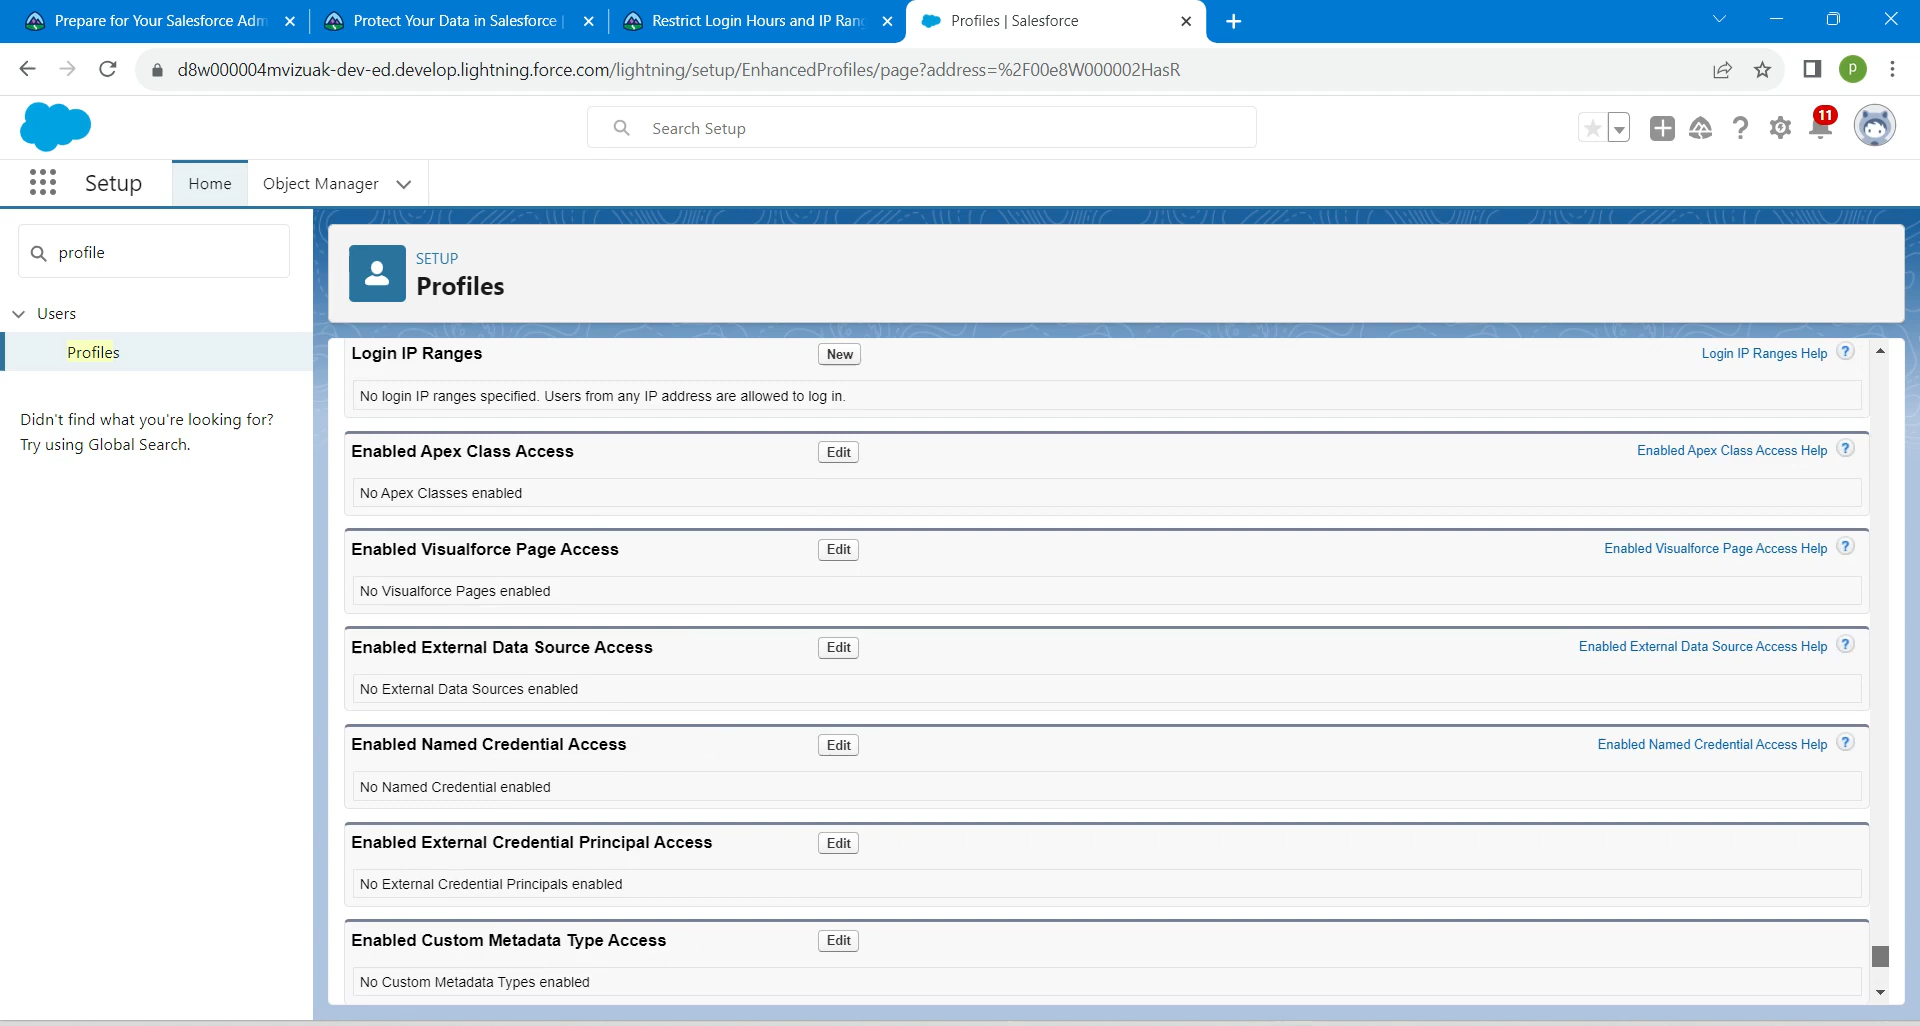 Prepare for Your Salesforce Adm
Protect Your Data in Salesforce |
Restrict Login Hours and IP Rang
Profiles | Salesforce
d8w000004mvizuak-dev-ed.develop.lightning.force.com/lightning/setup/EnhancedProfiles/page?address=%2F00e8W000002HasR
p
Search Setup
11
Setup
Home
Object Manager
profile
Users
Profiles
Didn't find what you're looking for?
Try using Global Search.
SETUP
Profiles
Login IP Ranges
New
Login IP Ranges Help ?
No login IP ranges specified. Users from any IP address are allowed to log in.
Enabled Apex Class Access
Edit
Enabled Apex Class Access Help ?
No Apex Classes enabled
Enabled Visualforce Page Access
Edit
Enabled Visualforce Page Access Help ?
No Visualforce Pages enabled
Enabled External Data Source Access
Edit
Enabled External Data Source Access Help ?
No External Data Sources enabled
Enabled Named Credential Access
Edit
Enabled Named Credential Access Help ?
No Named Credential enabled
Enabled External Credential Principal Access
Edit
No External Credential Principals enabled
Enabled Custom Metadata Type Access
Edit
No Custom Metadata Types enabled